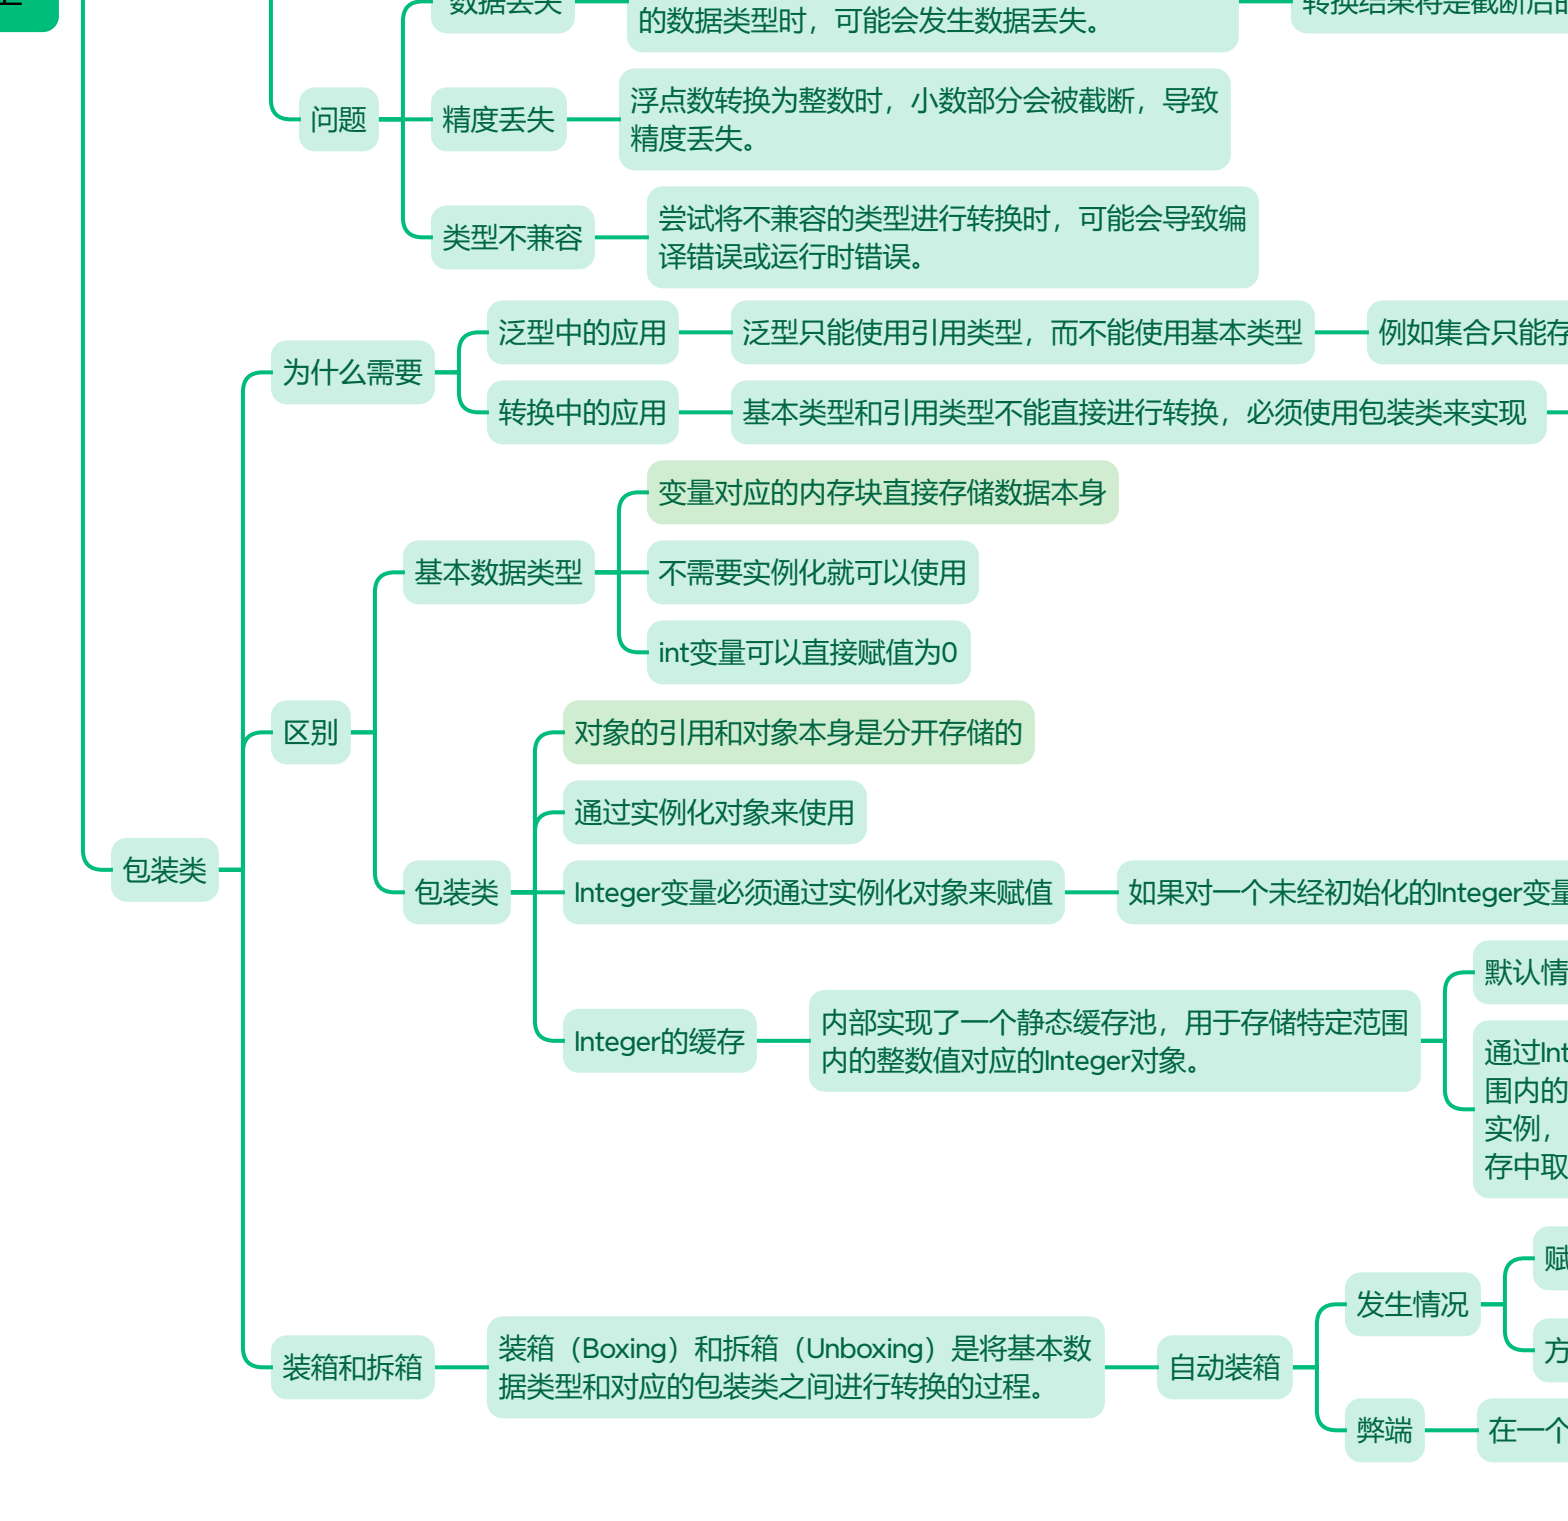 数据丢失
的数据类型时，可能会发生数据丢失。
转换结果将是截断后的
问题
精度丢失
浮点数转换为整数时，小数部分会被截断，导致
精度丢失。
类型不兼容
尝试将不兼容的类型进行转换时，可能会导致编
译错误或运行时错误。
为什么需要
泛型中的应用
泛型只能使用引用类型，而不能使用基本类型
例如集合只能存
转换中的应用
基本类型和引用类型不能直接进行转换，必须使用包装类来实现
区别
基本数据类型
变量对应的内存块直接存储数据本身
不需要实例化就可以使用
int变量可以直接赋值为0
包装类
包装类
对象的引用和对象本身是分开存储的
通过实例化对象来使用
Integer变量必须通过实例化对象来赋值
如果对一个未经初始化的Integer变量
Integer的缓存
内部实现了一个静态缓存池，用于存储特定范围
内的整数值对应的Integer对象。
默认情
通过Int
围内的
实例，
存中取
装箱和拆箱
装箱（Boxing）和拆箱（Unboxing）是将基本数
据类型和对应的包装类之间进行转换的过程。
自动装箱
发生情况
赋
方
弊端
在一个